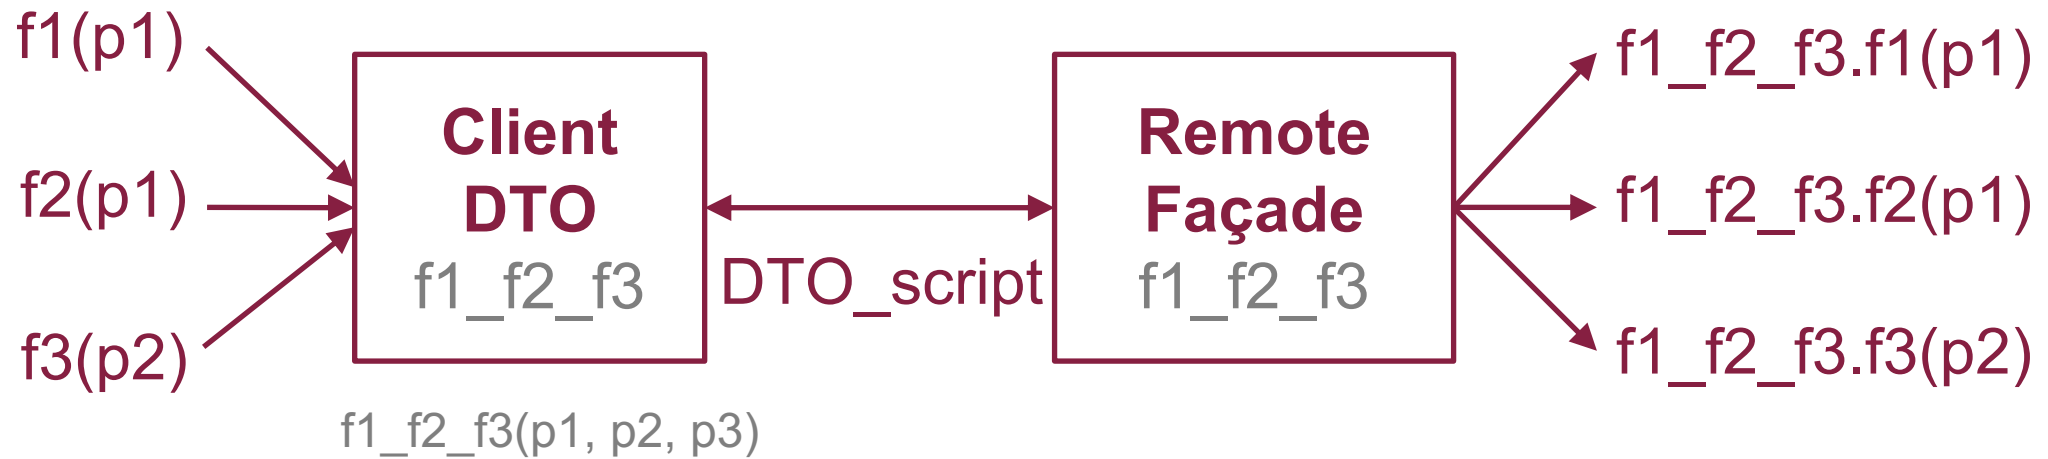 f1(p1)
f2(p1)
f3(p2)
Client
DTO
f1_f2_f3
f1_f2_f3(p1, p2, p3)
DTO_script
Remote
Façade
f1_f2_f3
f1_f2_f3.f1(p1)
f1_f2_f3.f2(p1)
f1_f2_f3.f3(p2)